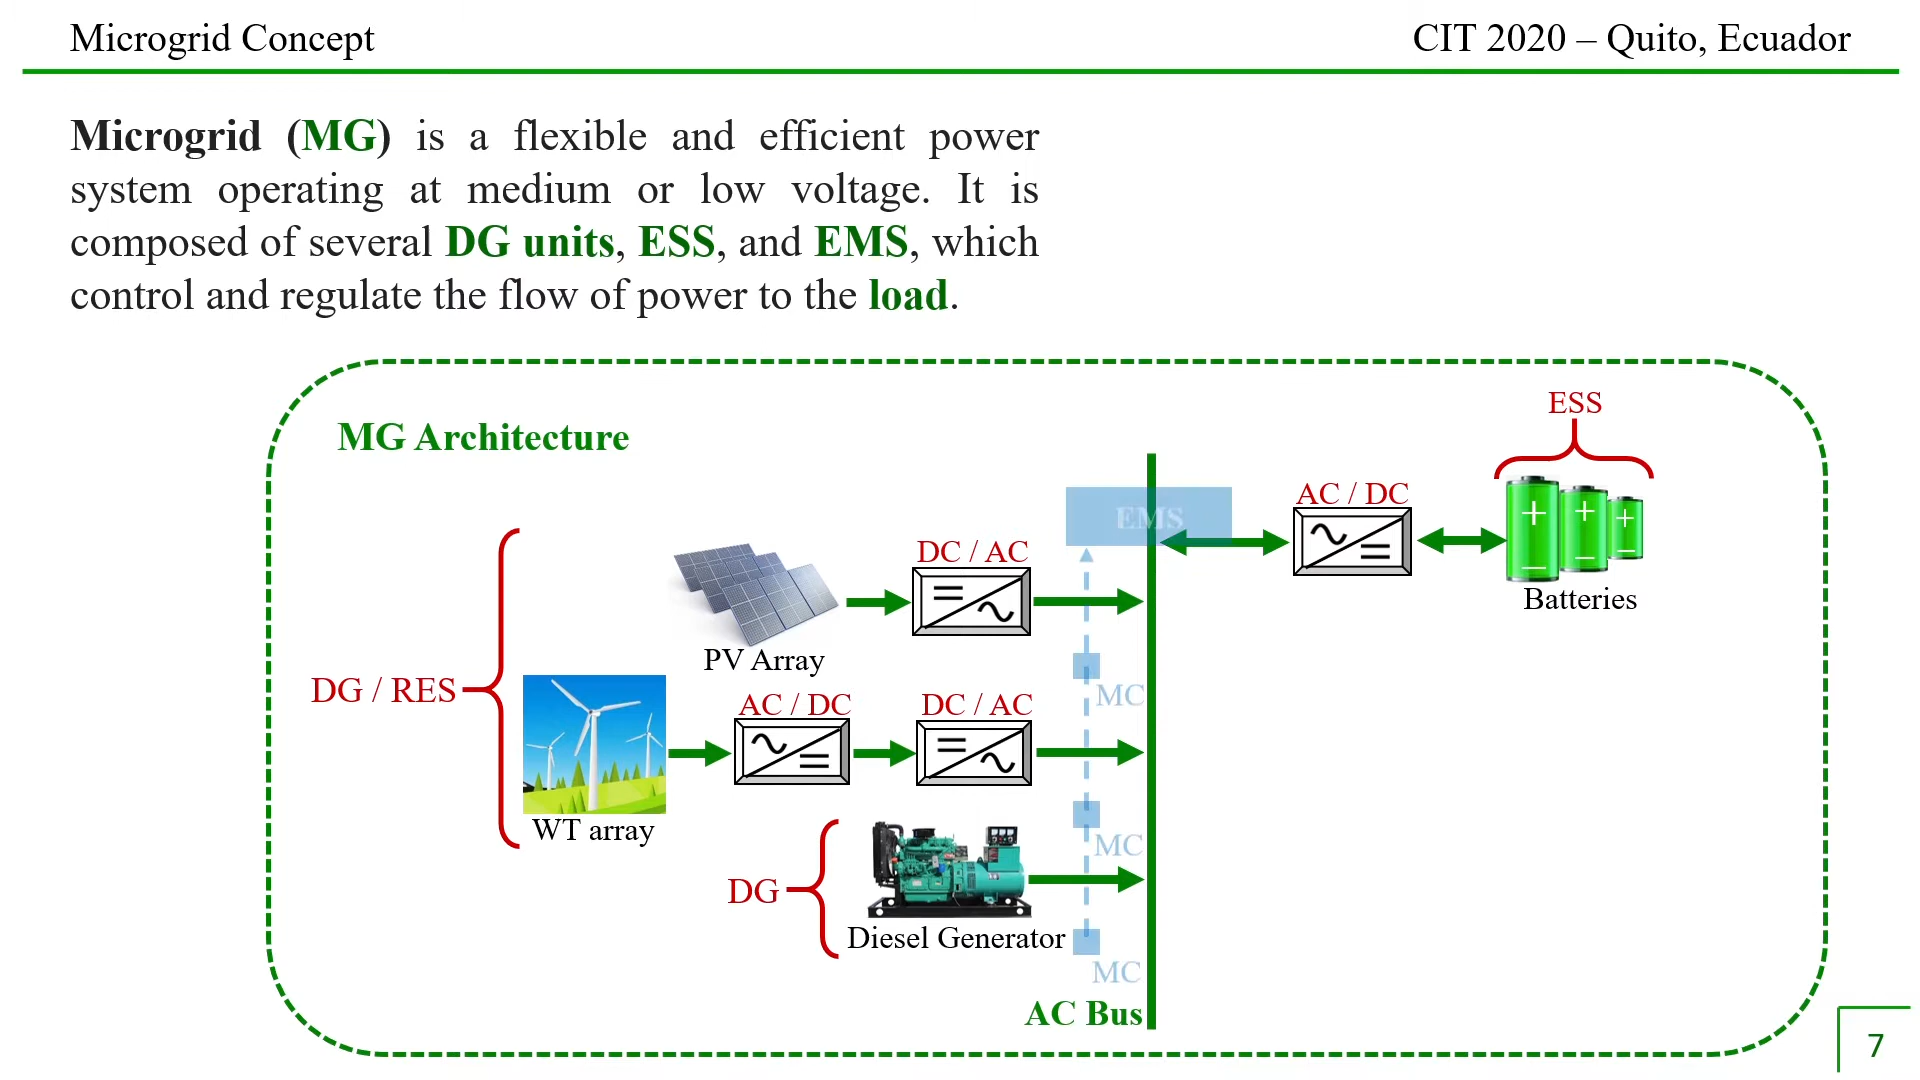 Microgrid Concept
CIT 2020 – Quito, Ecuador
Microgrid (MG) is a flexible and efficient power
system operating at medium or low voltage. It is
composed of several DG units, ESS, and EMS, which
control and regulate the flow of power to the load.
MG Architecture
ESS
EMS
AC / DC
Batteries
DC / AC
PV Array
DG / RES
MC
AC / DC
DC / AC
WT array
MC
DG
Diesel Generator
MC
AC Bus
7